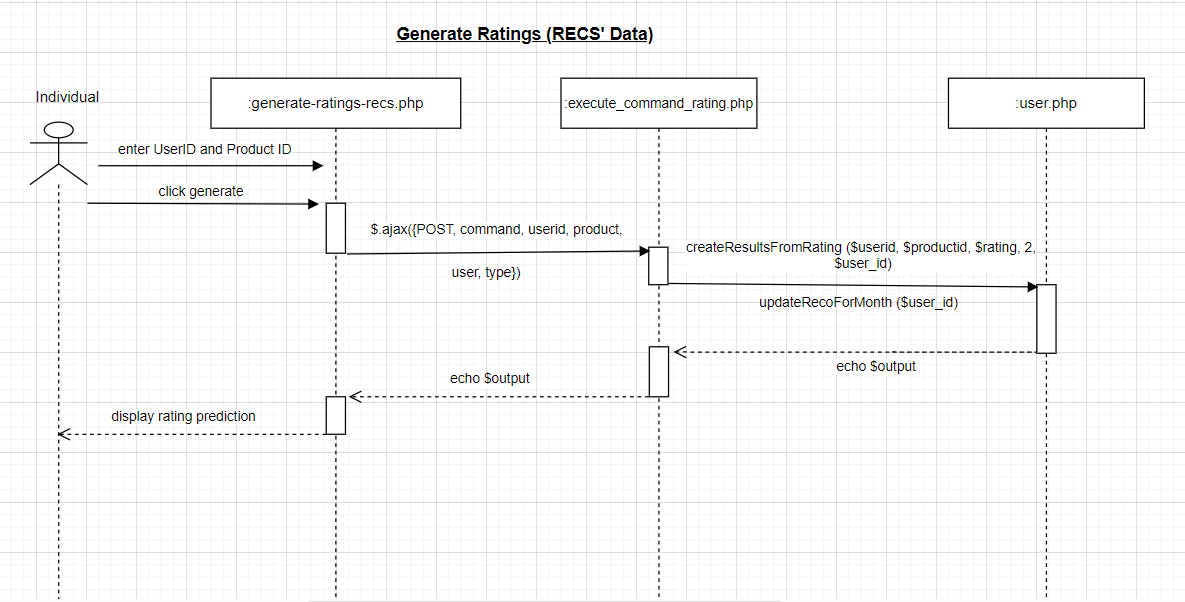 Generate Ratings (RECS' Data)
Individual
:generate-ratings-recs.php
:execute_command_rating.php
:user.php
enter UserID and Product ID
click generate
$.ajax({POST, command, userid, product,
user, type})
createResultsFromRating ($userid, $productid, $rating, 2,
$user_id)
updateRecoForMonth ($user_id)
echo $output
echo $output
display rating prediction